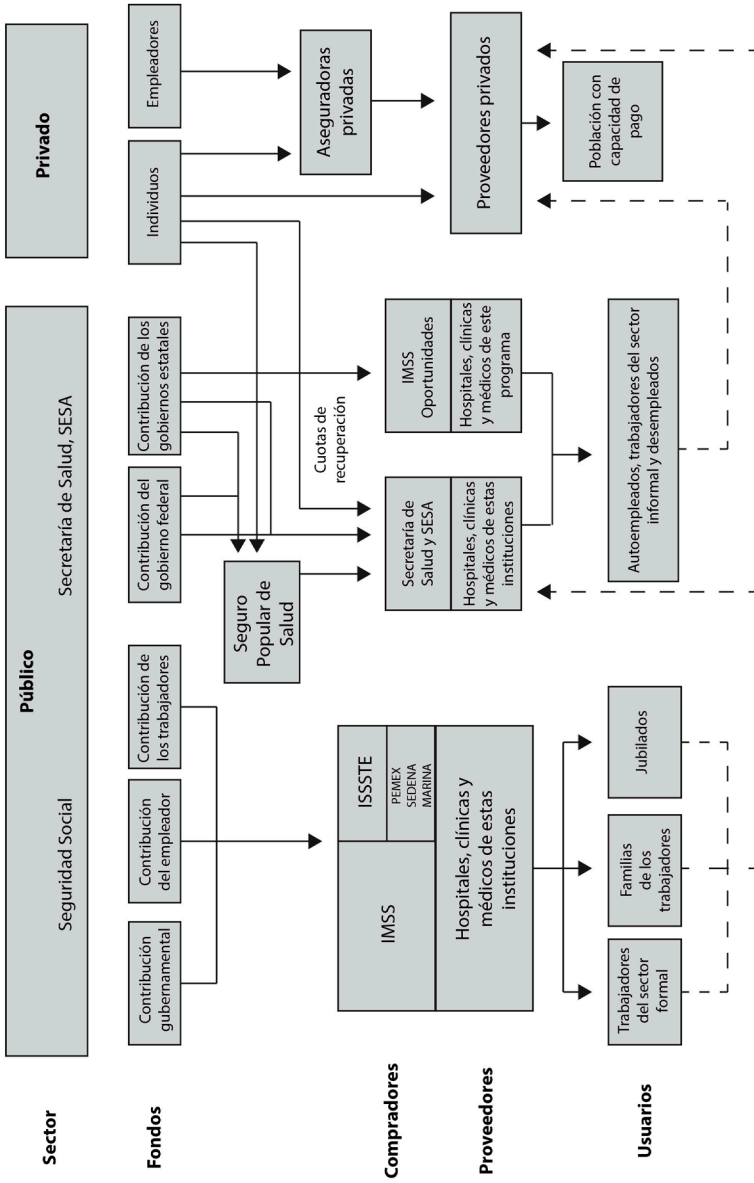 Sector
Público
Seguridad Social
Secretaría de Salud, SESA
Privado
Fondos
Contribución
gubernamental
Contribución
del empleador
Contribución de
los trabajadores
Contribución del
gobierno federal
Contribución de los
gobiernos estatales
Individuos
Empleadores
Seguro
Popular de
Salud
Cuotas de
recuperación
Aseguradoras
privadas
Compradores
IMSS
ISSSTE
PEMEX
SEDENA
MARINA
Secretaría de
Salud y SESA
IMSS
Oportunidades
Proveedores
Hospitales, clínicas y
médicos de estas
instituciones
Hospitales, clínicas
y médicos de estas
instituciones
Hospitales, clínicas
y médicos de este
programa
Proveedores privados
Usuarios
Trabajadores
del sector
formal
Familias
de los
trabajadores
Jubilados
Autoempleados, trabajadores del sector
informal y desempleados
Población con
capacidad de
pago